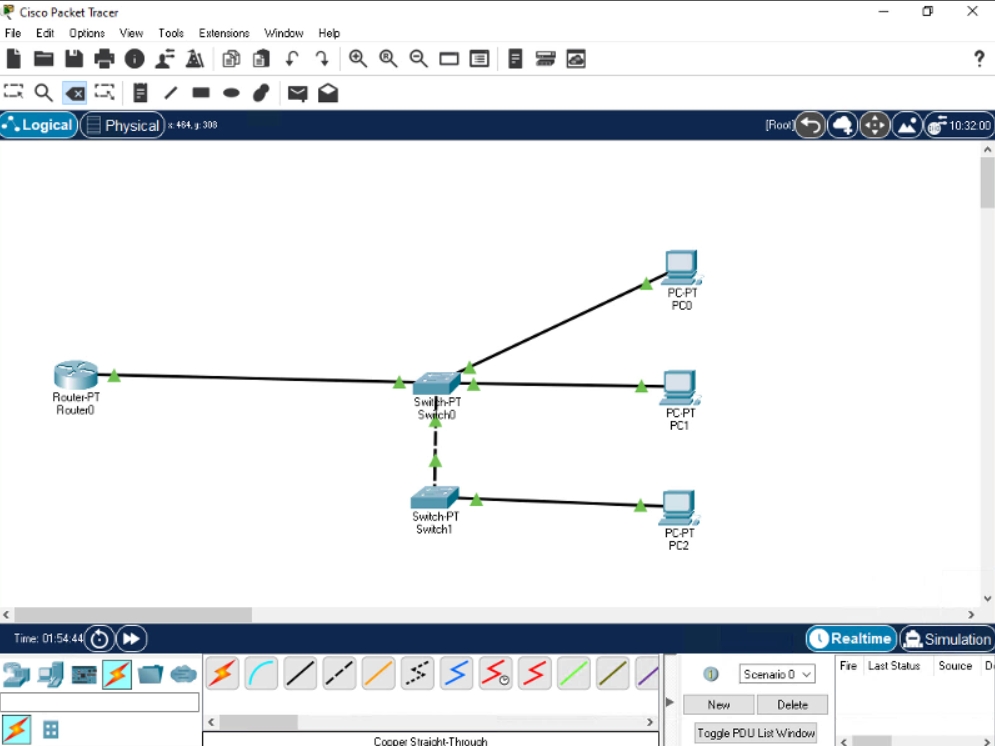 Cisco Packet Tracer
File Edit Options View Tools Extensions Window Help
?
Logical Physical x: 464, y: 308 [Root] 10:32:00
PC-PT
PC0
Router-PT
Router0
Switch-PT
Switch0
PC-PT
PC1
Switch-PT
Switch1
PC-PT
PC2
Time: 01:54:44 Realtime Simulation
Scenario 0 Fire Last Status Source D
New Delete
Toggle PDU List Window
Copper Straight-Through